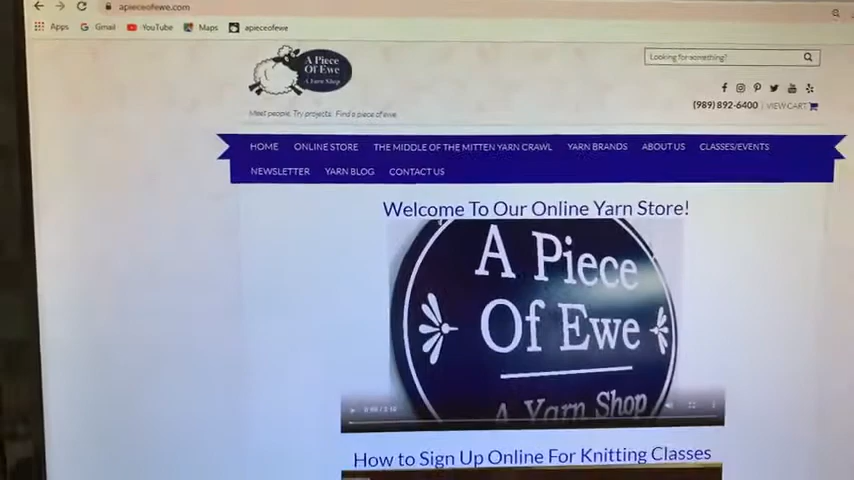 apieceofewe.com
Apps Gmail YouTube Maps apieceofewe
A Piece
Of Ewe
A Yarn Shop
Looking for something?
Meet people. Try projects. Find a piece of ewe.
(989) 892-6400 | VIEW CART
HOME ONLINE STORE THE MIDDLE OF THE MITTEN YARN CRAWL YARN BRANDS ABOUT US CLASSES/EVENTS
NEWSLETTER YARN BLOG CONTACT US
Welcome To Our Online Yarn Store!
A Piece
Of Ewe
A Yarn Shop
How to Sign Up Online For Knitting Classes